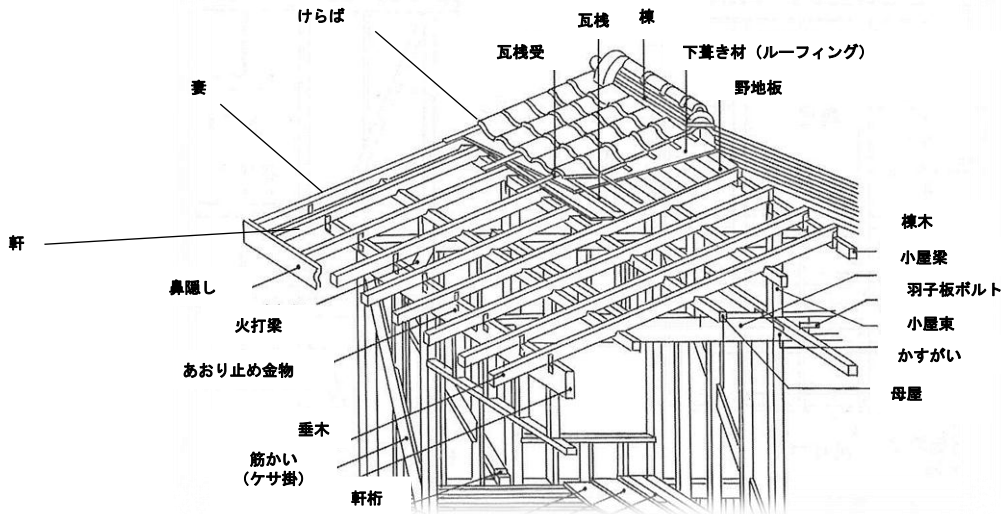 けらば
瓦桟
棟
瓦桟受
下葺き材（ルーフィング）
野地板
妻
軒
鼻隠し
火打梁
あおり止め金物
垂木
筋かい
（ケサ掛）
軒桁
棟木
小屋梁
羽子板ボルト
小屋束
かすがい
母屋